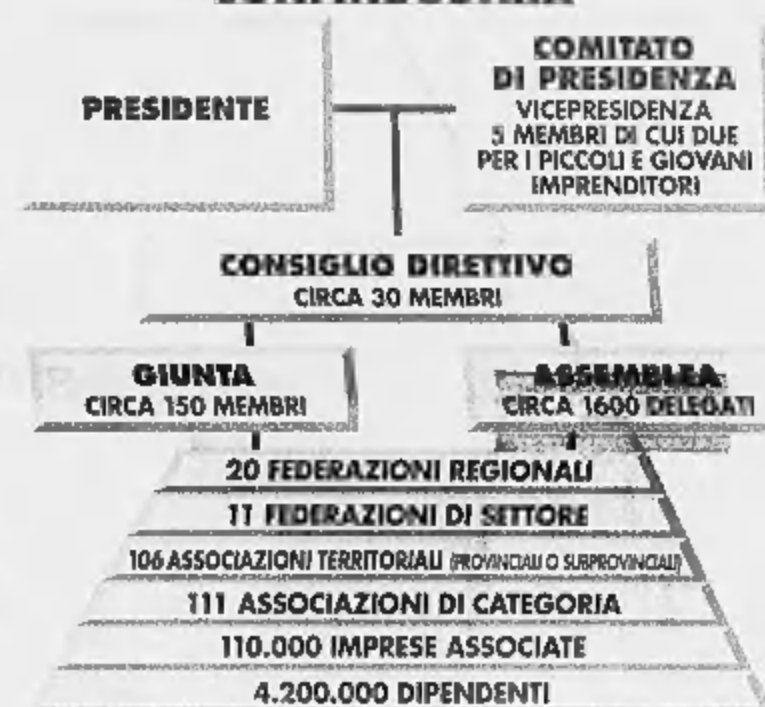 PRESIDENTE
COMITATO
DI PRESIDENZA
VICEPRESIDENZA
5 MEMBRI DI CUI DUE
PER I PICCOLI E GIOVANI
IMPRENDITORI
CONSIGLIO DIRETTIVO
CIRCA 30 MEMBRI
GIUNTA
CIRCA 150 MEMBRI
ASSEMBLEA
CIRCA 1600 DELEGATI
20 FEDERAZIONI REGIONALI
11 FEDERAZIONI DI SETTORE
106 ASSOCIAZIONI TERRITORIALI (PROVINCIALI O SUBPROVINCIALI)
111 ASSOCIAZIONI DI CATEGORIA
110.000 IMPRESE ASSOCIATE
4.200.000 DIPENDENTI